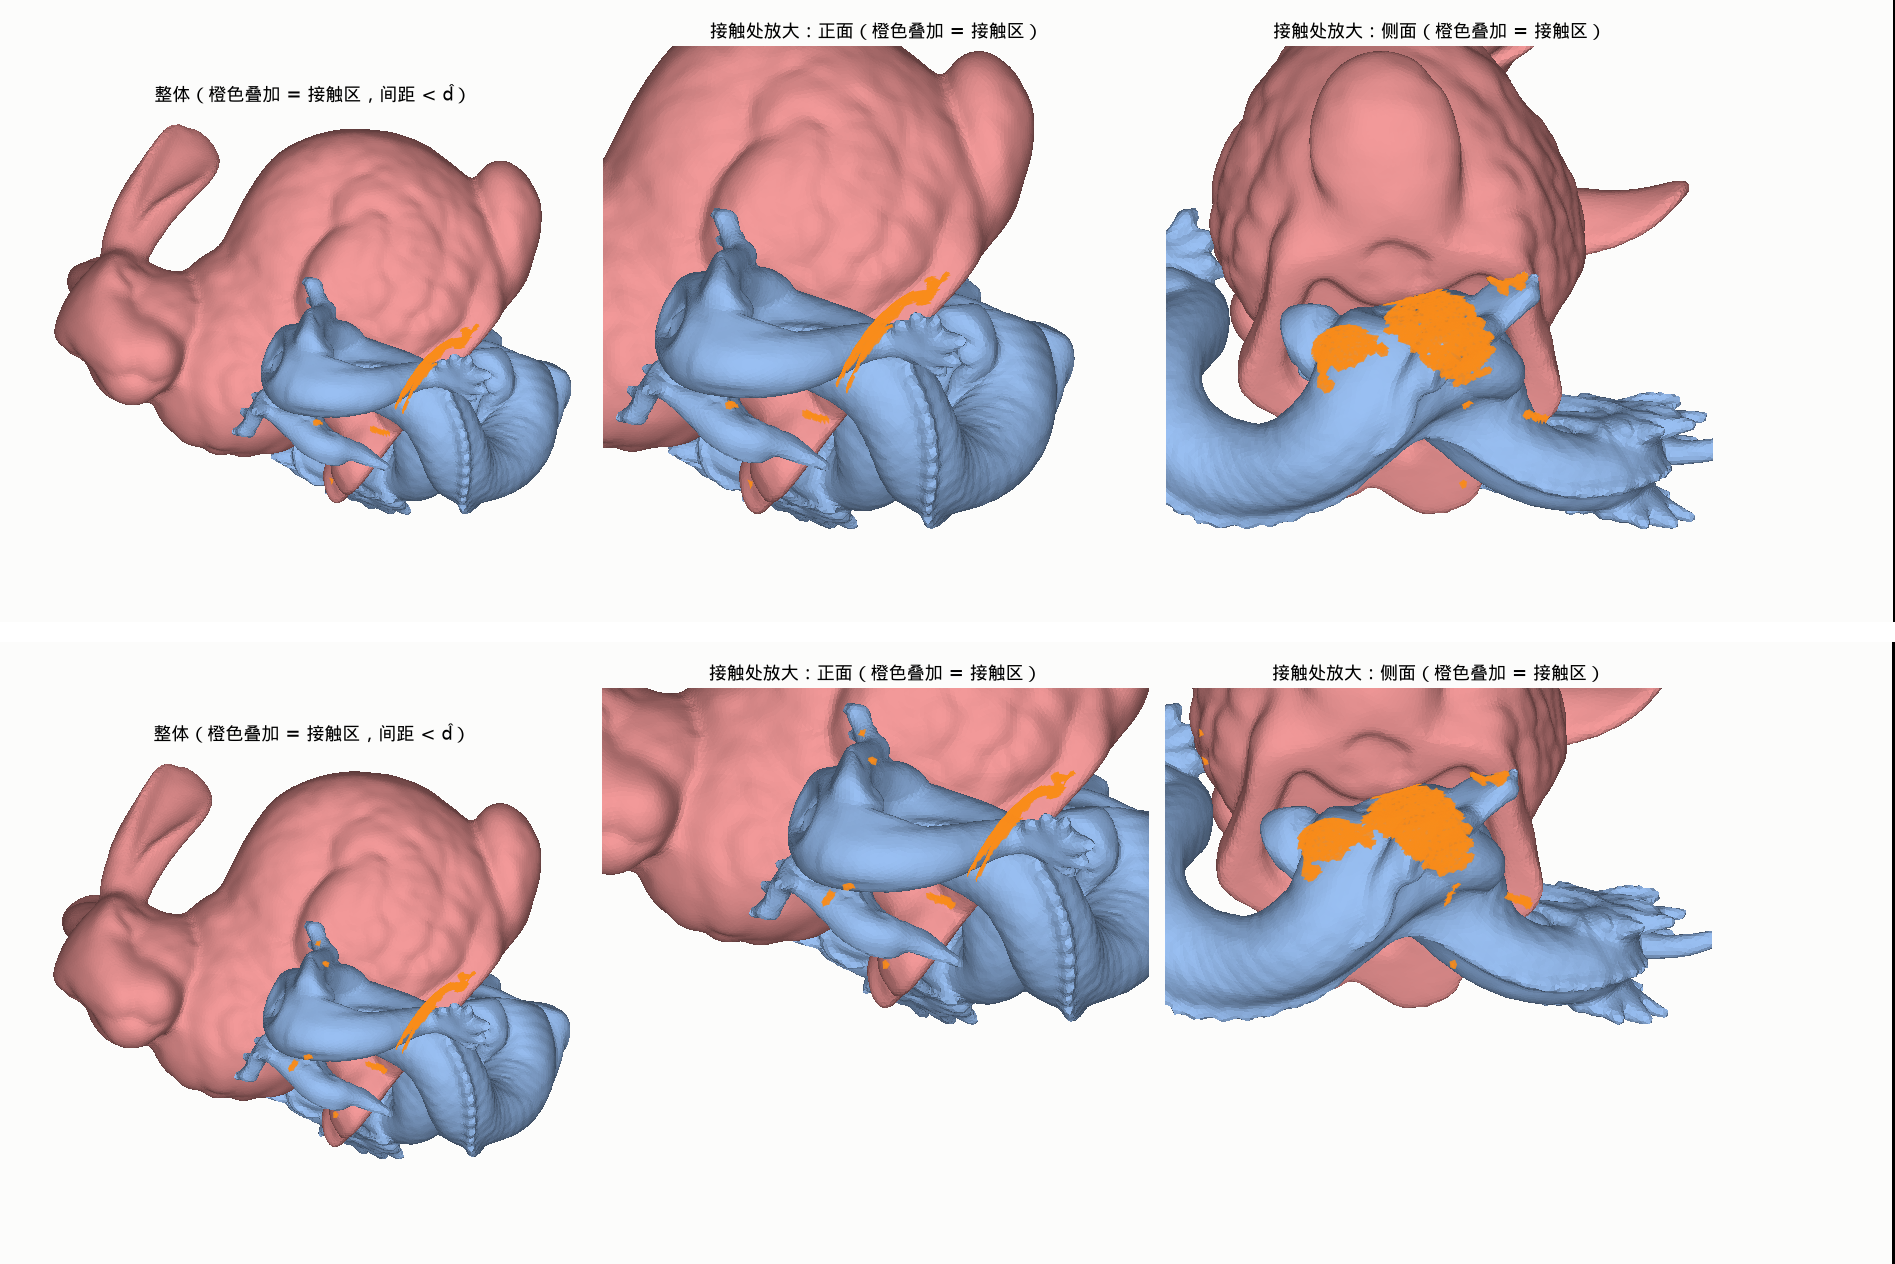 接触处放大：正面（橙色叠加 = 接触区）
接触处放大：侧面（橙色叠加 = 接触区）
整体（橙色叠加 = 接触区，间距 < d̂）
接触处放大：正面（橙色叠加 = 接触区）
接触处放大：侧面（橙色叠加 = 接触区）
整体（橙色叠加 = 接触区，间距 < d̂）